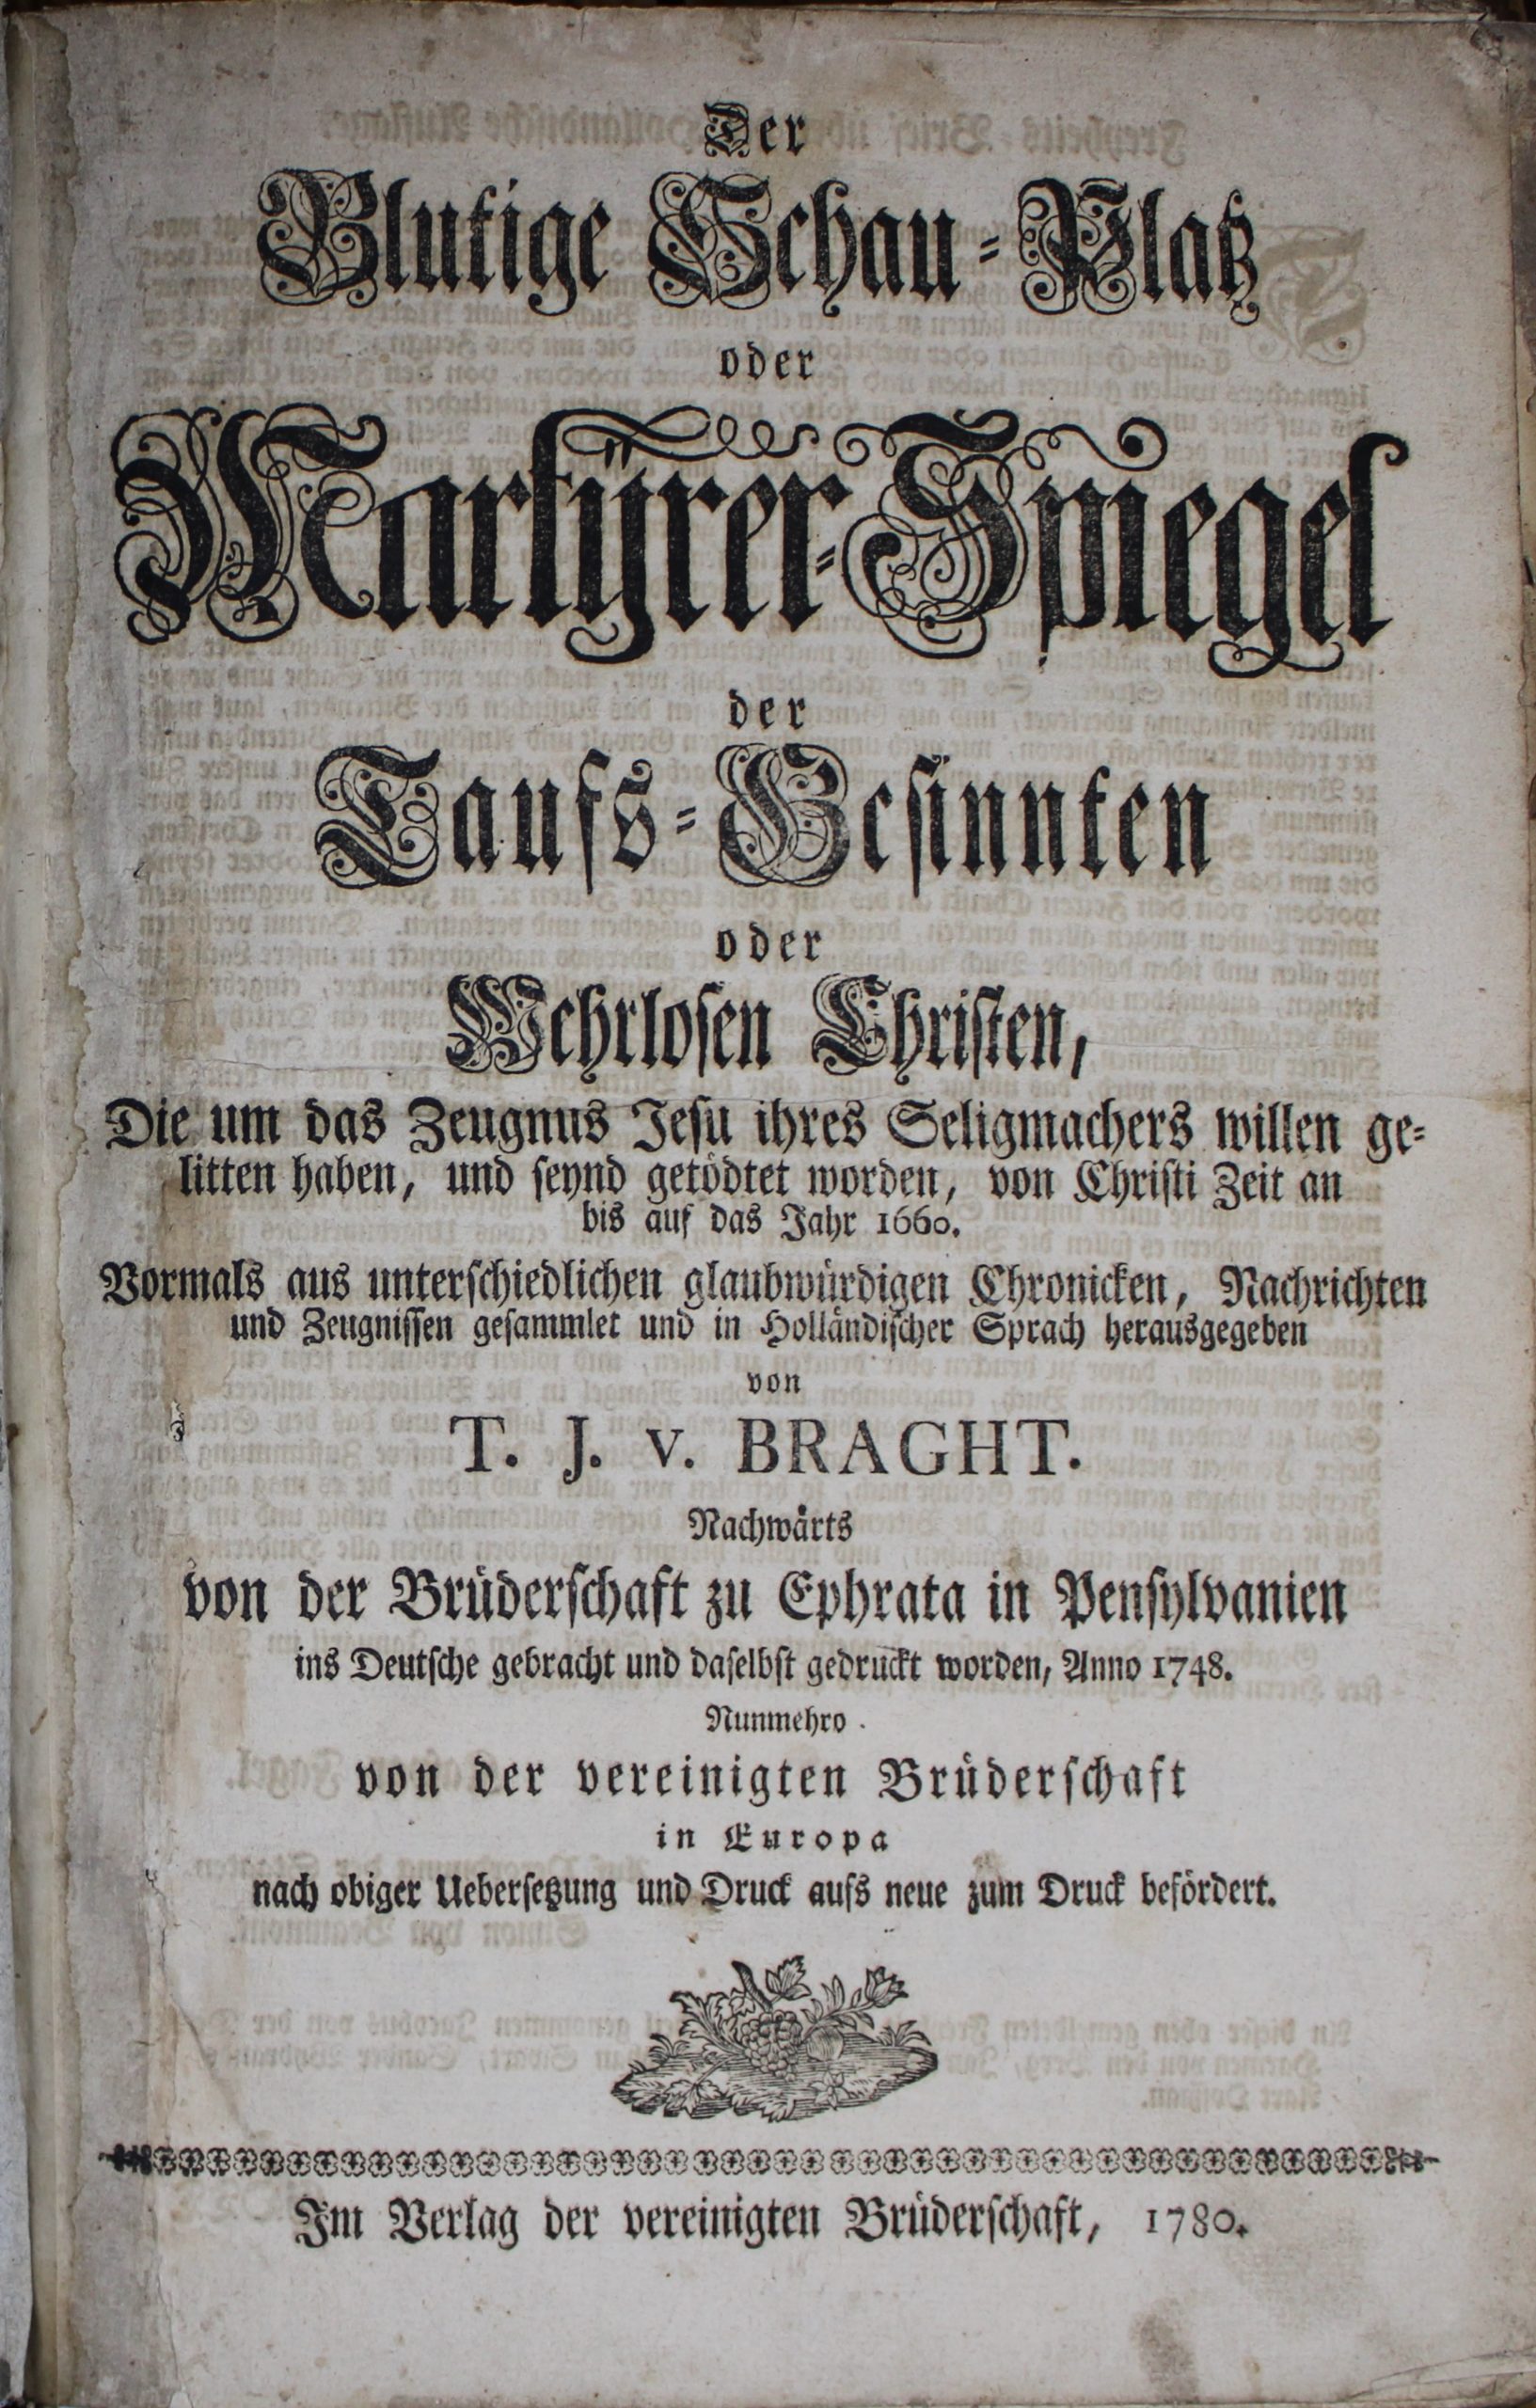 Der
Blutige Schau-Platz
oder
Martÿrer-Spiegel
der
Taufs-Gesinnten
oder
Wehrlosen Christen,
Die um das Zeugnus Jesu ihres Seligmachers willen ge-
litten haben, und seynd getödtet worden, von Christi Zeit an
bis auf das Jahr 1660.
Vormals aus unterschiedlichen glaubwürdigen Chronicken, Nachrichten
und Zeugnissen gesammlet und in Holländischer Sprach herausgegeben
von
T. J. v. BRAGHT.
Nachwärts
von der Brüderschaft zu Ephrata in Pensylvanien
ins Deutsche gebracht und daselbst gedruckt worden, Anno 1748.
Nunmehro
von der vereinigten Brüderschaft
in Europa
nach obiger Uebersetzung und Druck aufs neue zum Druck befördert.
Im Verlag der vereinigten Brüderschaft, 1780.